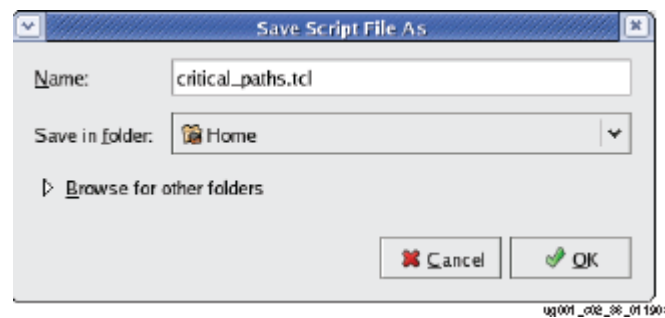 Save Script File As
Name: critical_paths.tcl
Save in folder: Home
Browse for other folders
Cancel OK